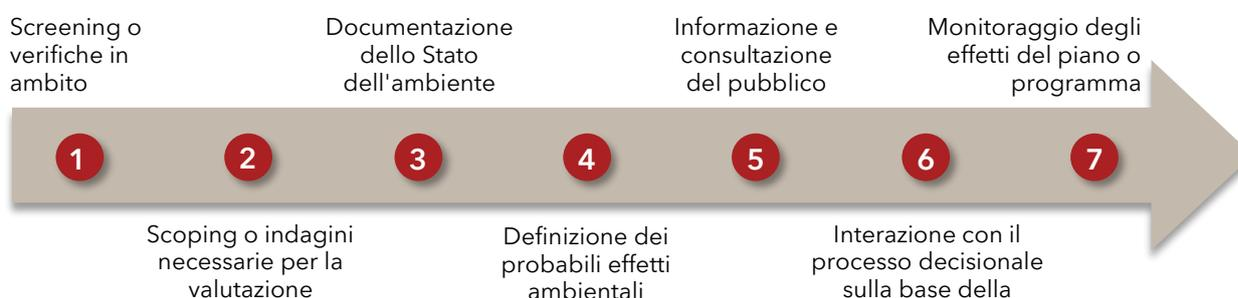 Screening o
verifiche in
ambito
Documentazione
dello Stato
dell'ambiente
Informazione e
consultazione
del pubblico
Monitoraggio degli
effetti del piano o
programma
1
2
3
4
5
6
7
Scoping o indagini
necessarie per la
valutazione
Definizione dei
probabili effetti
ambientali
Interazione con il
processo decisionale
sulla base della